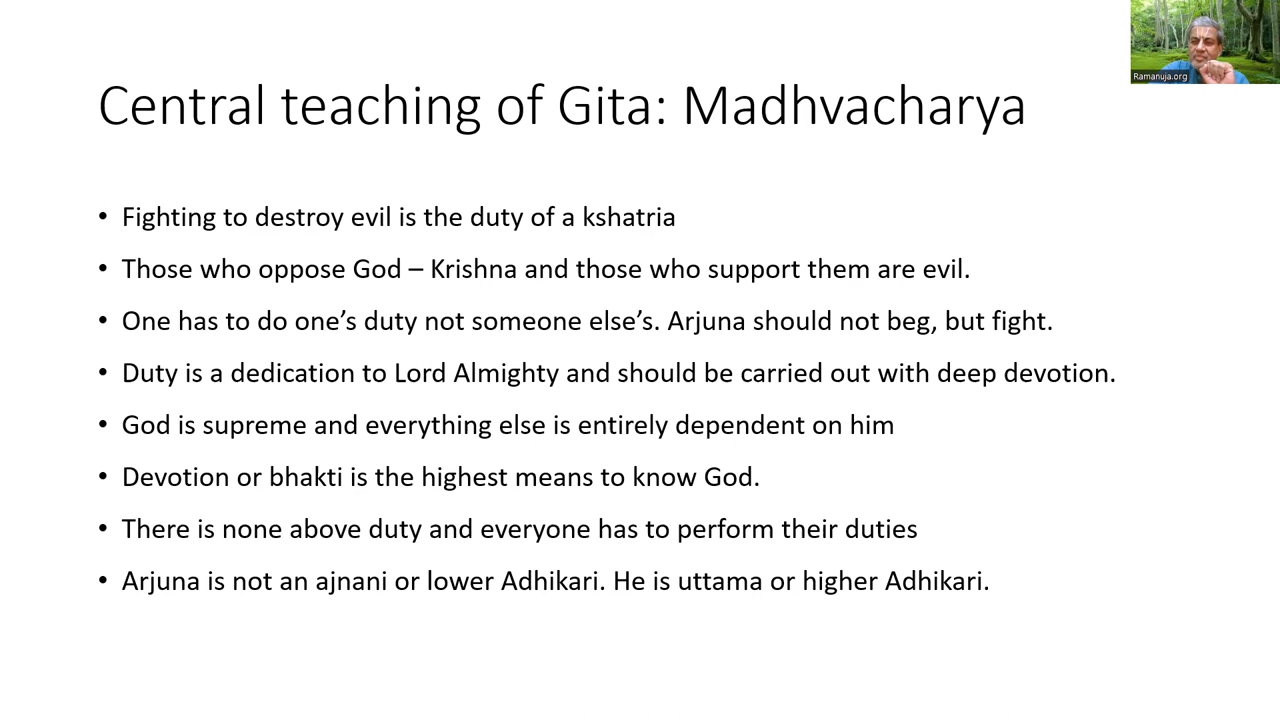 Central teaching of Gita: Madhvacharya
Ramanuja.org
• Fighting to destroy evil is the duty of a kshatria
• Those who oppose God – Krishna and those who support them are evil.
• One has to do one’s duty not someone else’s. Arjuna should not beg, but fight.
• Duty is a dedication to Lord Almighty and should be carried out with deep devotion.
• God is supreme and everything else is entirely dependent on him
• Devotion or bhakti is the highest means to know God.
• There is none above duty and everyone has to perform their duties
• Arjuna is not an ajnani or lower Adhikari. He is uttama or higher Adhikari.